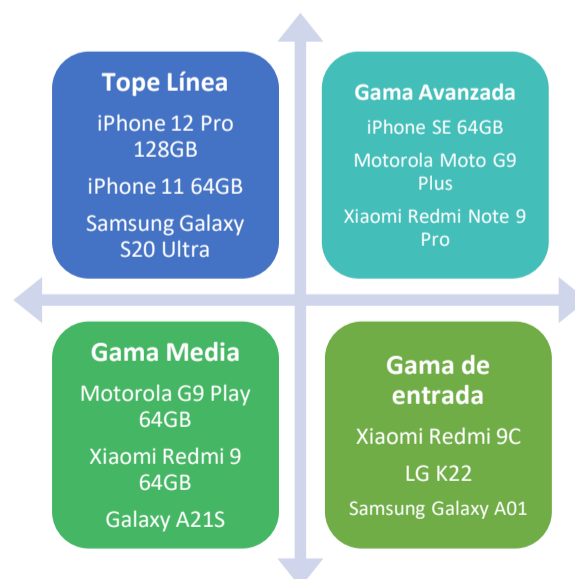 Tope Línea
iPhone 12 Pro
128GB
iPhone 11 64GB
Samsung Galaxy
S20 Ultra
Gama Avanzada
iPhone SE 64GB
Motorola Moto G9
Plus
Xiaomi Redmi Note 9
Pro
Gama Media
Motorola G9 Play
64GB
Xiaomi Redmi 9
64GB
Galaxy A21S
Gama de
entrada
Xiaomi Redmi 9C
LG K22
Samsung Galaxy A01